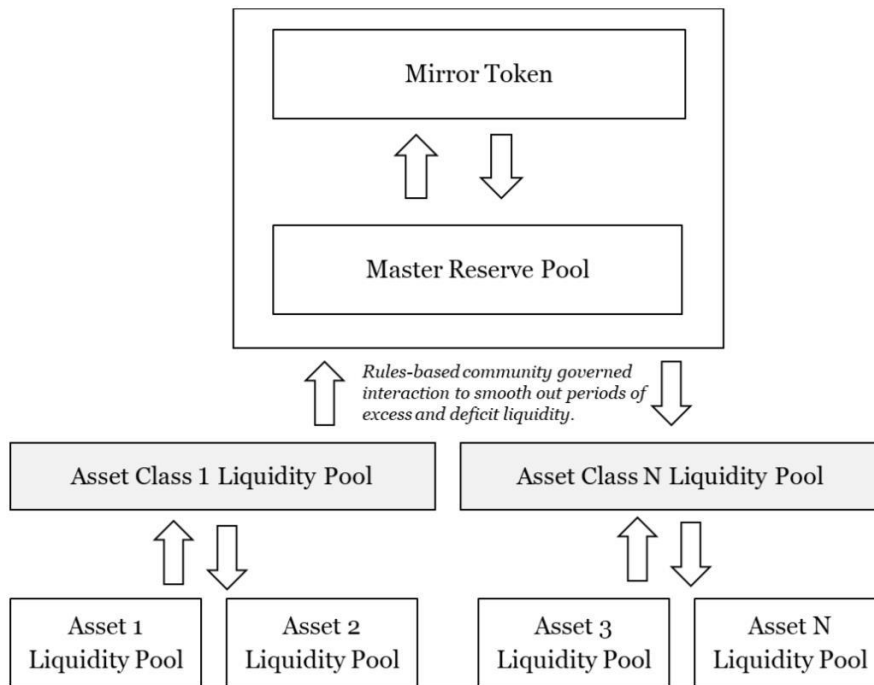 Mirror Token
Master Reserve Pool
Rules-based community governed
interaction to smooth out periods of
excess and deficit liquidity.
Asset Class 1 Liquidity Pool
Asset Class N Liquidity Pool
Asset 1
Liquidity Pool
Asset 2
Liquidity Pool
Asset 3
Liquidity Pool
Asset N
Liquidity Pool